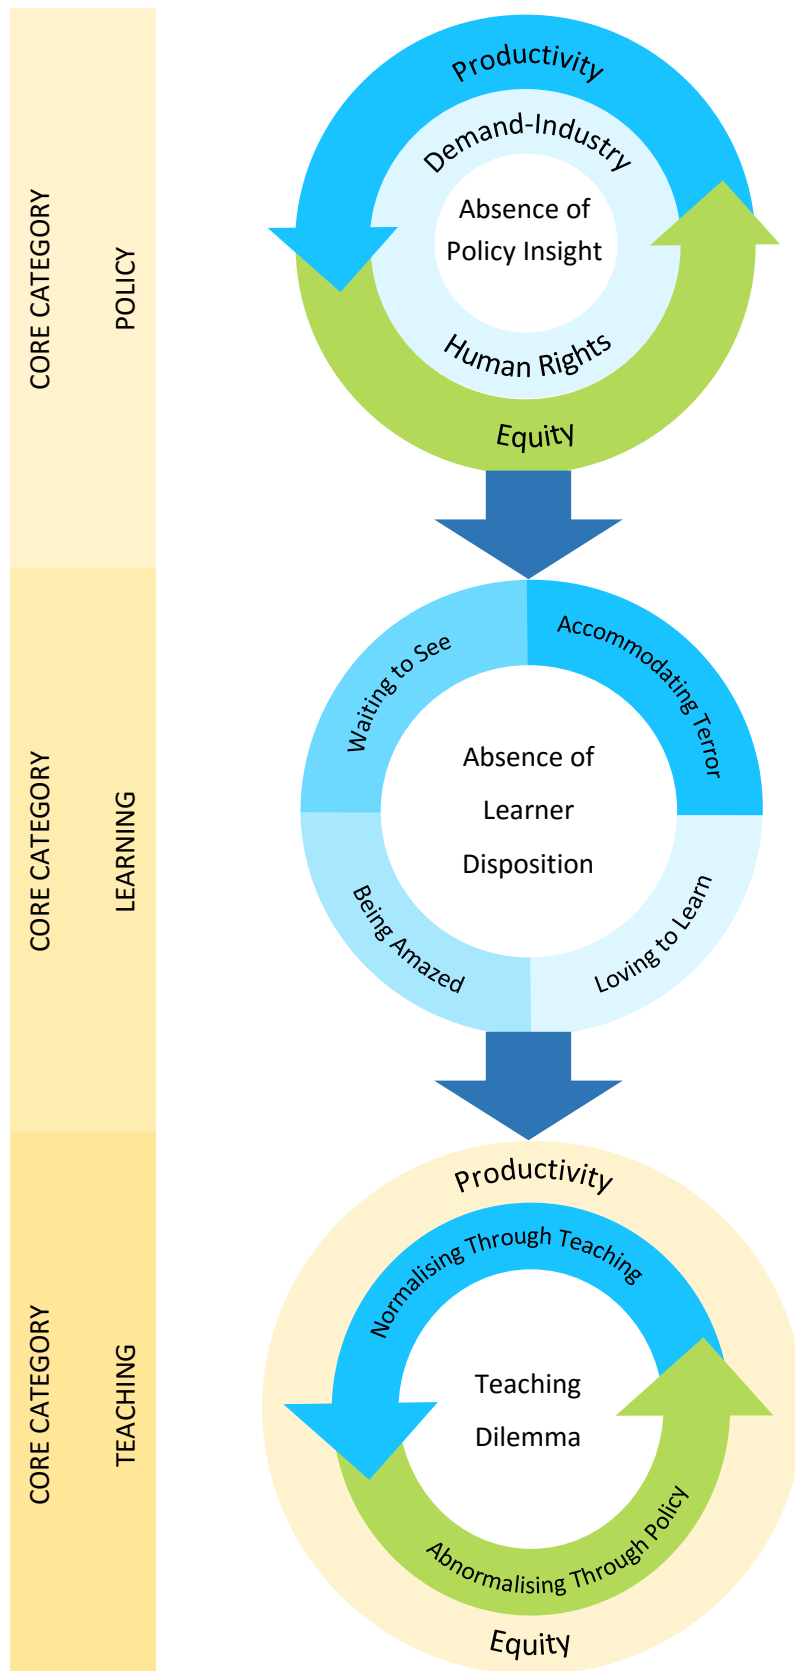 CORE CATEGORY
POLICY
Productivity
Demand-Industry
Absence of
Policy Insight
Human Rights
Equity
CORE CATEGORY
LEARNING
Waiting to See
Accommodating Terror
Absence of
Learner
Disposition
Being Amazed
Loving to Learn
CORE CATEGORY
TEACHING
Productivity
Normalising Through Teaching
Teaching
Dilemma
Abnormalising Through Policy
Equity